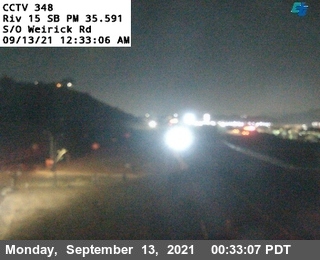 CCTV 348
Riv 15 SB PM 35.591
S/O Weirick Rd
09/13/21 12:33:06 AM
Monday, September 13, 2021 00:33:07 PDT